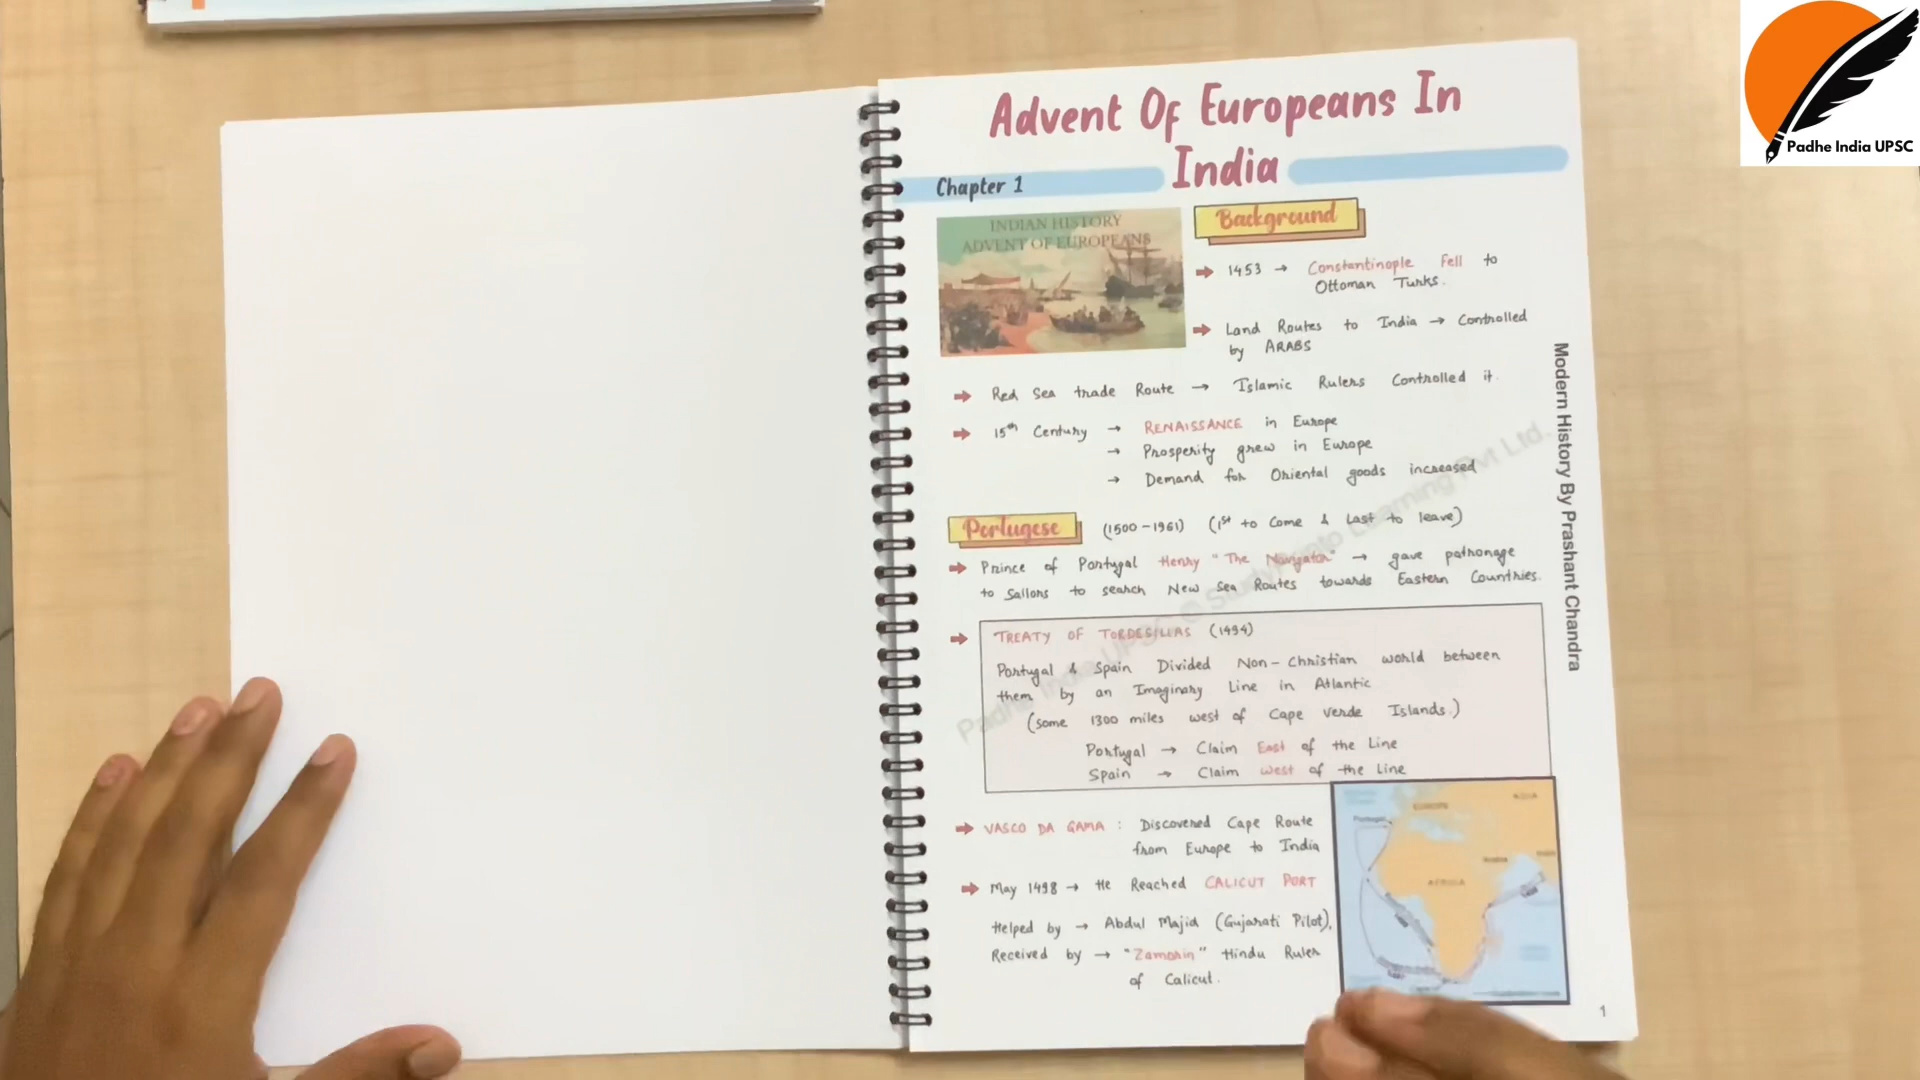 Padhe India UPSC
Advent Of Europeans In
India
Chapter 1
INDIAN HISTORY
ADVENT OF EUROPEANS
Background
1453 → Constantinople Fell to
Ottoman Turks.
Land Routes to India → Controlled
by ARABS
Red Sea trade Route → Islamic Rulers Controlled it.
15th Century → RENAISSANCE in Europe
→ Prosperity grew in Europe
→ Demand for Oriental goods increased
Portugese (1500-1961) (1st to Come & Last to leave)
Prince of Portugal Henry "The Navigator" → gave patronage
to Sailors to search New Sea Routes towards Eastern Countries.
TREATY OF TORDESILLAS (1494)
Portugal & Spain Divided Non-Christian world between
them by an Imaginary Line in Atlantic
(some 1300 miles west of Cape Verde Islands.)
Portugal → Claim East of the Line
Spain → Claim West of the Line
VASCO DA GAMA : Discovered Cape Route
from Europe to India
May 1498 → He Reached CALICUT PORT
Helped by → Abdul Majid (Gujarati Pilot),
Received by → "Zamorin" Hindu Ruler
of Calicut.
EUROPE
ASIA
Portugal
Arabia
India
AFRICA
Modern History By Prashant Chandra
1